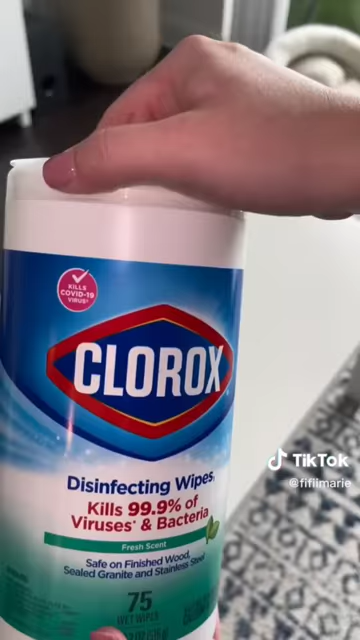 KILLS
COVID-19
VIRUS†
CLOROX
Disinfecting Wipes
Kills 99.9% of
Viruses* & Bacteria
Fresh Scent
Safe on Finished Wood,
Sealed Granite and Stainless Steel
75
WET WIPES
TikTok
@fifiimarie